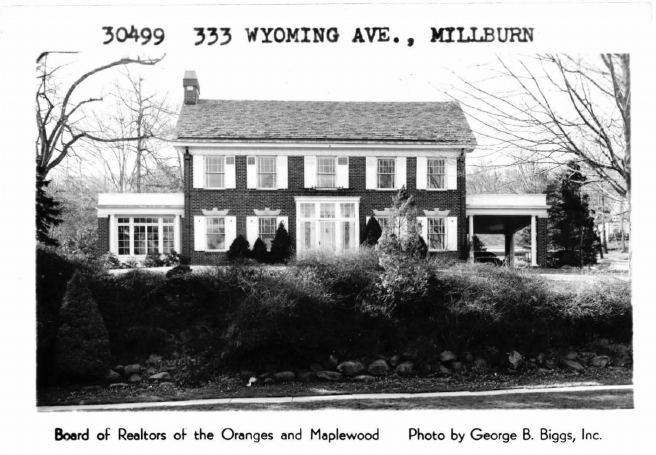 30499 333 WYOMING AVE., MILLBURN
Board of Realtors of the Oranges and Maplewood Photo by George B. Biggs, Inc.